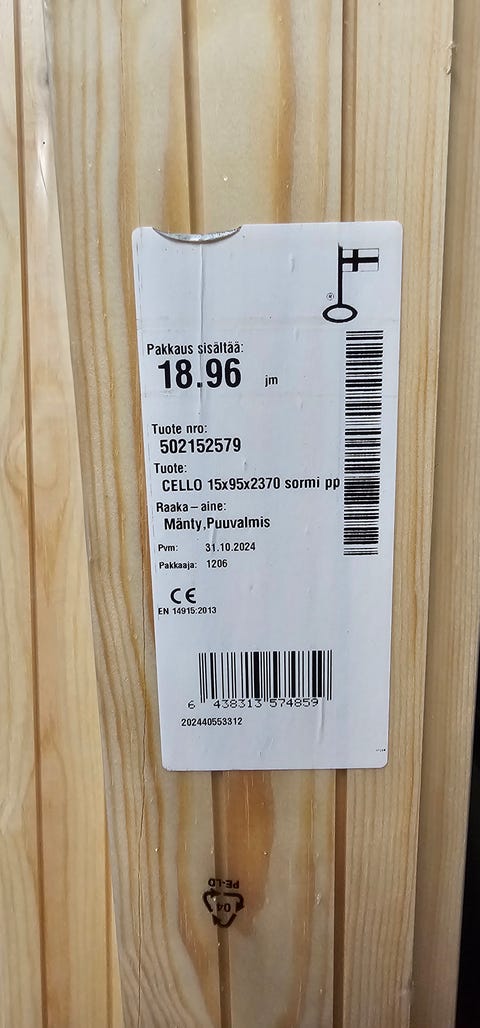 ®
Pakkaus sisältää:
18.96 jm
Tuote nro:
502152579
Tuote:
CELLO 15x95x2370 sormi pp
Raaka-aine:
Mänty,Puuvalmis
Pvm: 31.10.2024
Pakkaaja: 1206
CE
EN 14915:2013
6 438313 574859
202440553312
04
PE-LD